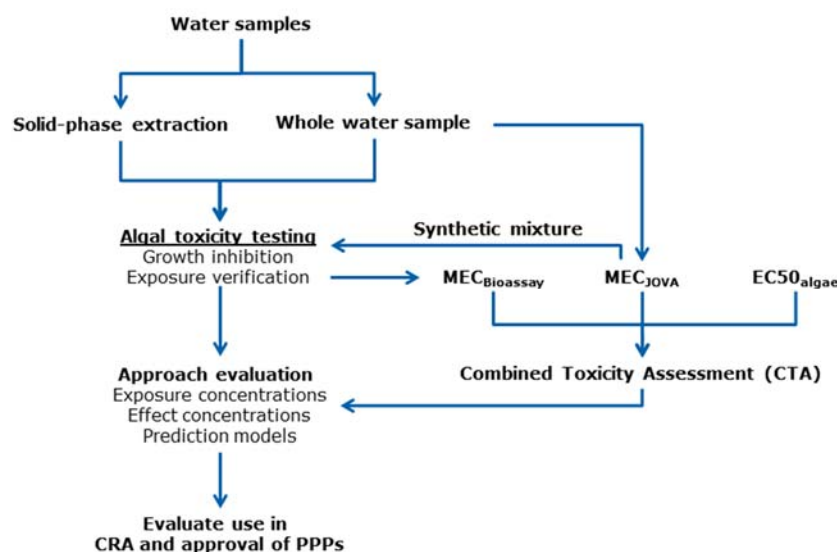 Water samples
Solid-phase extraction
Whole water sample
Algal toxicity testing
Growth inhibition
Exposure verification
Synthetic mixture
MECBioassay
MECJOVA
EC50algae
Approach evaluation
Exposure concentrations
Effect concentrations
Prediction models
Combined Toxicity Assessment (CTA)
Evaluate use in
CRA and approval of PPPs